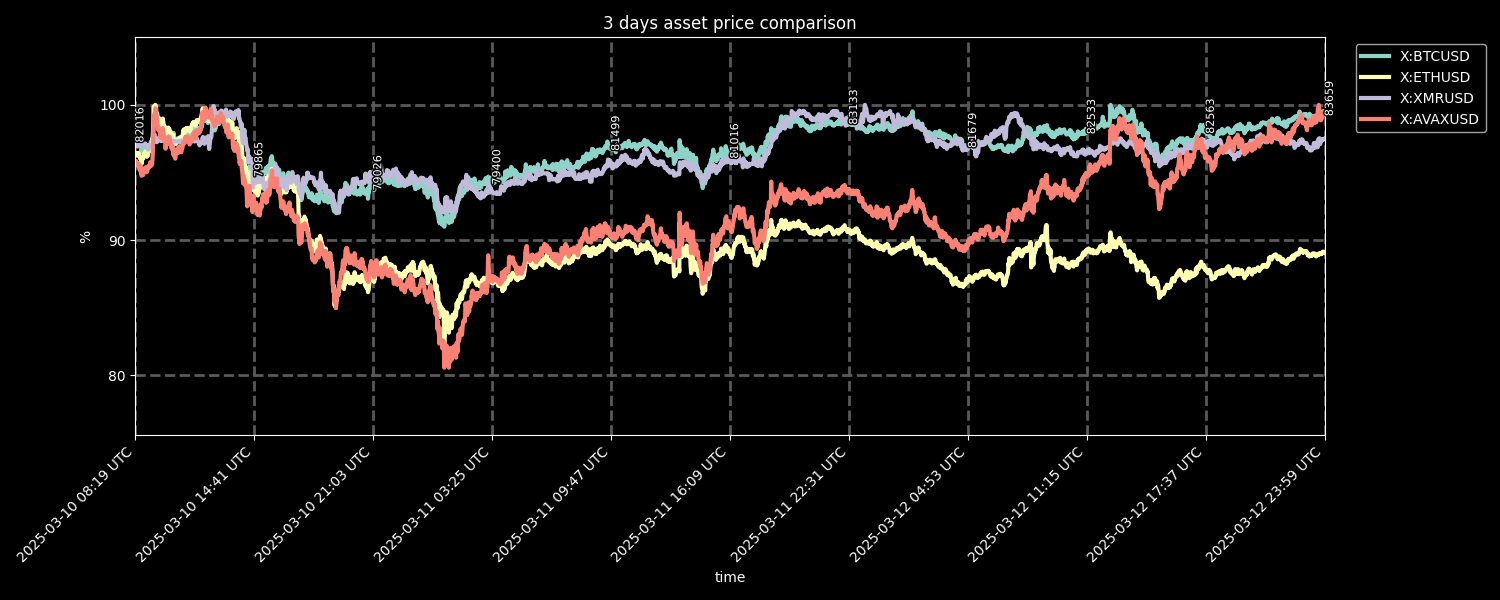 3 days asset price comparison
X:BTCUSD
X:ETHUSD
X:XMRUSD
X:AVAXUSD
%
100
90
80
82016
79865
79026
79400
81499
81016
83133
81679
82533
82563
83659
2025-03-10 08:19 UTC
2025-03-10 14:41 UTC
2025-03-10 21:03 UTC
2025-03-11 03:25 UTC
2025-03-11 09:47 UTC
2025-03-11 16:09 UTC
2025-03-11 22:31 UTC
2025-03-12 04:53 UTC
2025-03-12 11:15 UTC
2025-03-12 17:37 UTC
2025-03-12 23:59 UTC
time